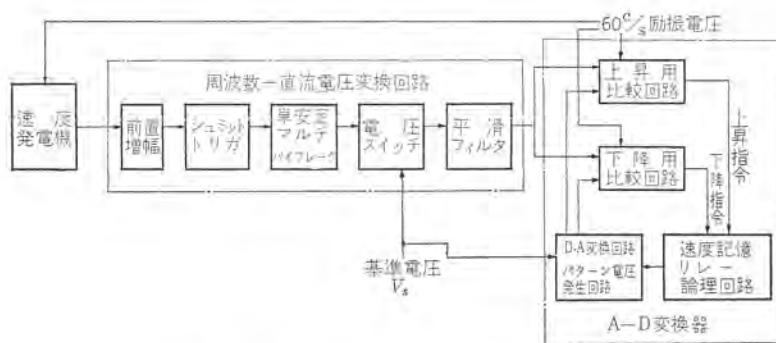 60c/s励振電圧
周波数－直流電圧変換回路
速度
発電機
前置
増幅
シュミット
トリガ
単安定
マルチ
バイブレータ
電圧
スイッチ
平滑
フィルタ
上昇用
比較回路
下降用
比較回路
上昇指令
下降指令
基準電圧
Vs
D-A変換回路
パターン電圧
発生回路
速度記憶
リレー
論理回路
A－D変換器